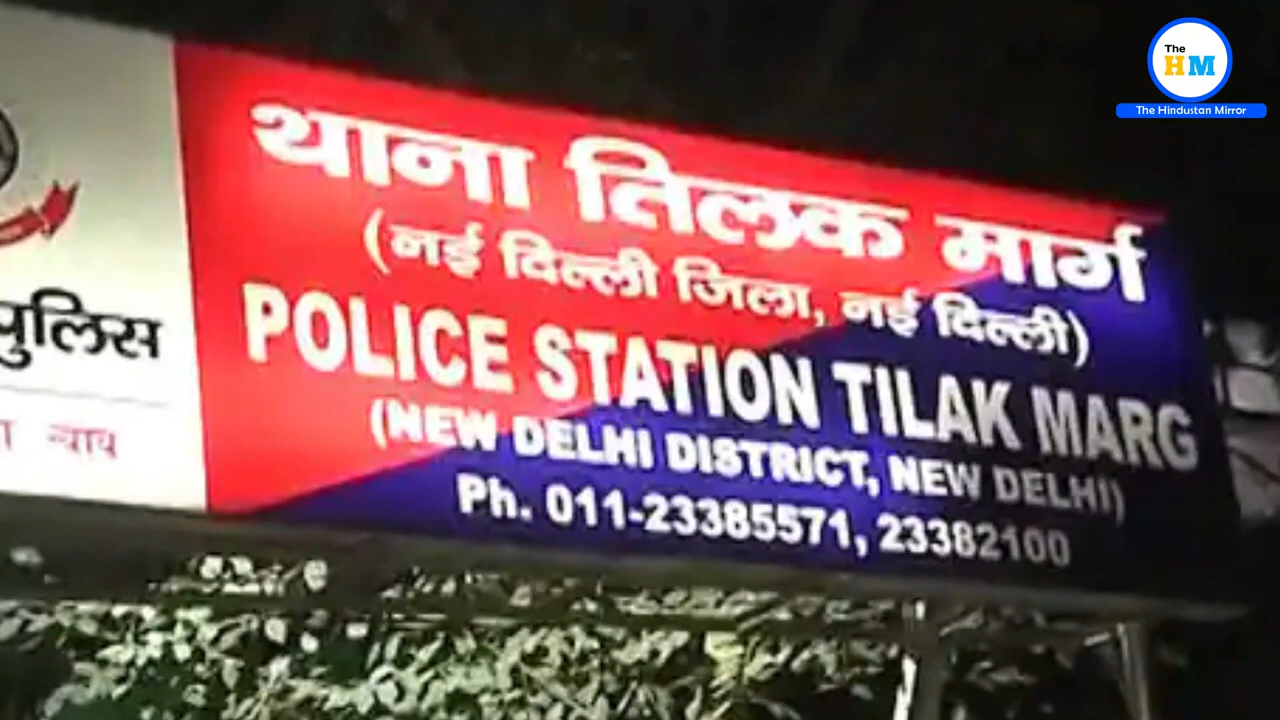 The
HM
The Hindustan Mirror
थाना तिलक मार्ग
(नई दिल्ली जिला, नई दिल्ली)
POLICE STATION TILAK MARG
(NEW DELHI DISTRICT, NEW DELHI)
Ph. 011-23385571, 23382100
पुलिस
न्याय